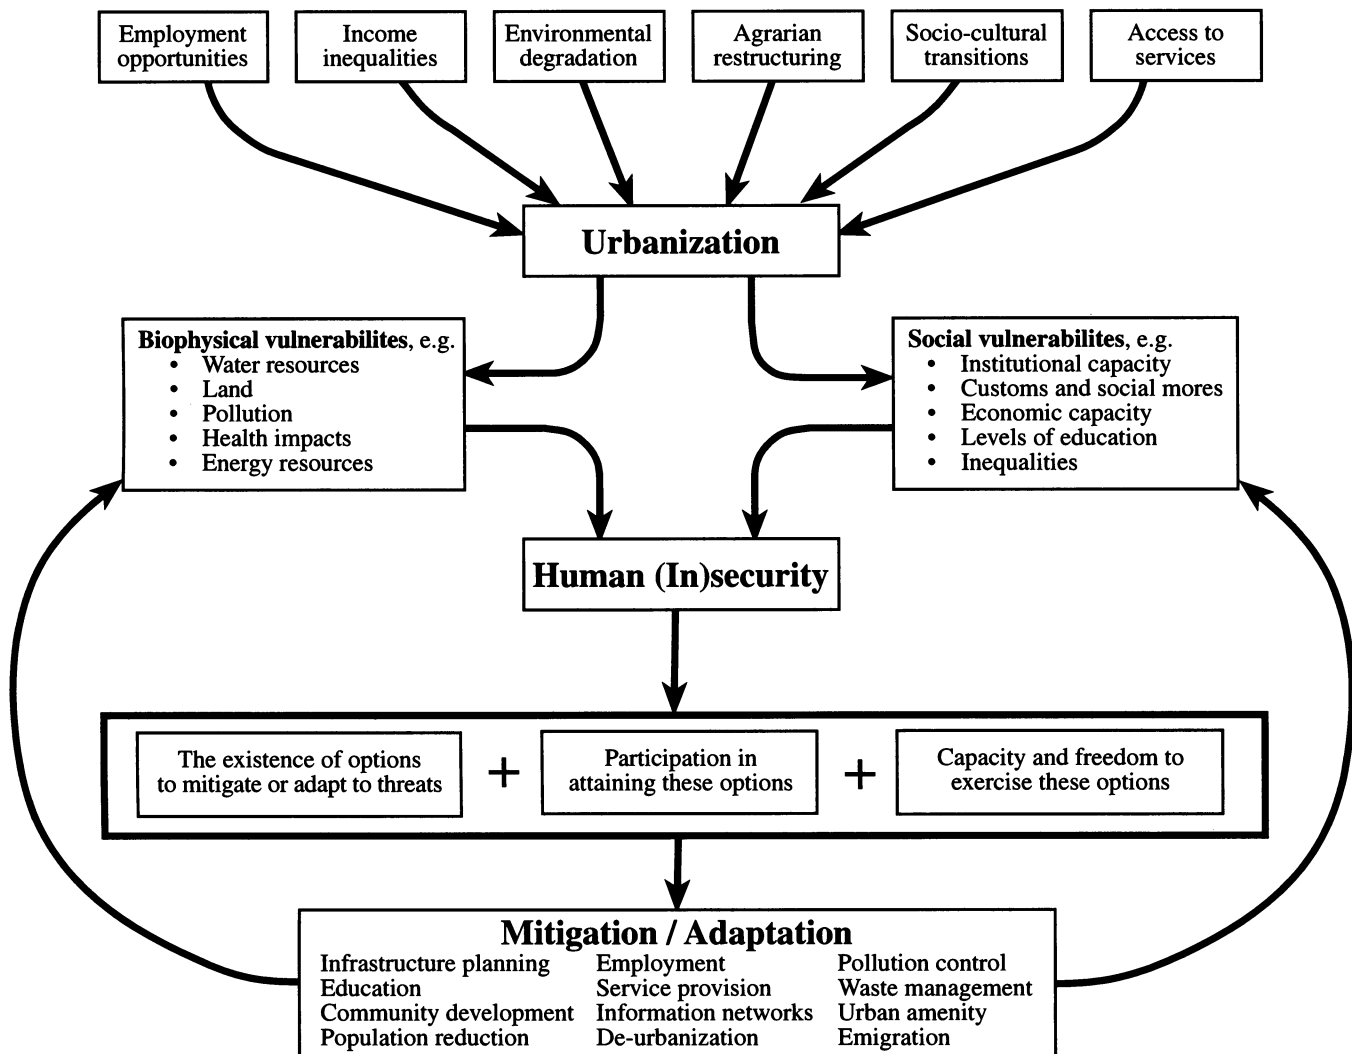 Employment
opportunities
Income
inequalities
Environmental
degradation
Agrarian
restructuring
Socio-cultural
transitions
Access to
services
Urbanization
Biophysical vulnerabilites, e.g.
• Water resources
• Land
• Pollution
• Health impacts
• Energy resources
Social vulnerabilites, e.g.
• Institutional capacity
• Customs and social mores
• Economic capacity
• Levels of education
• Inequalities
Human (In)security
The existence of options
to mitigate or adapt to threats
+
Participation in
attaining these options
+
Capacity and freedom to
exercise these options
Mitigation / Adaptation
Infrastructure planning
Education
Community development
Population reduction
Employment
Service provision
Information networks
De-urbanization
Pollution control
Waste management
Urban amenity
Emigration